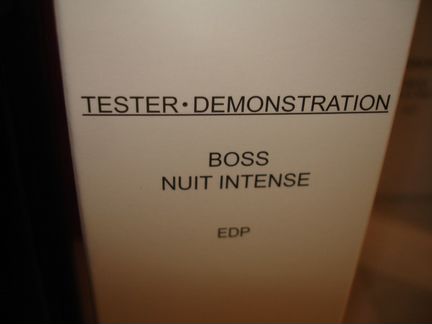 TESTER•DEMONSTRATION
BOSS
NUIT INTENSE
EDP